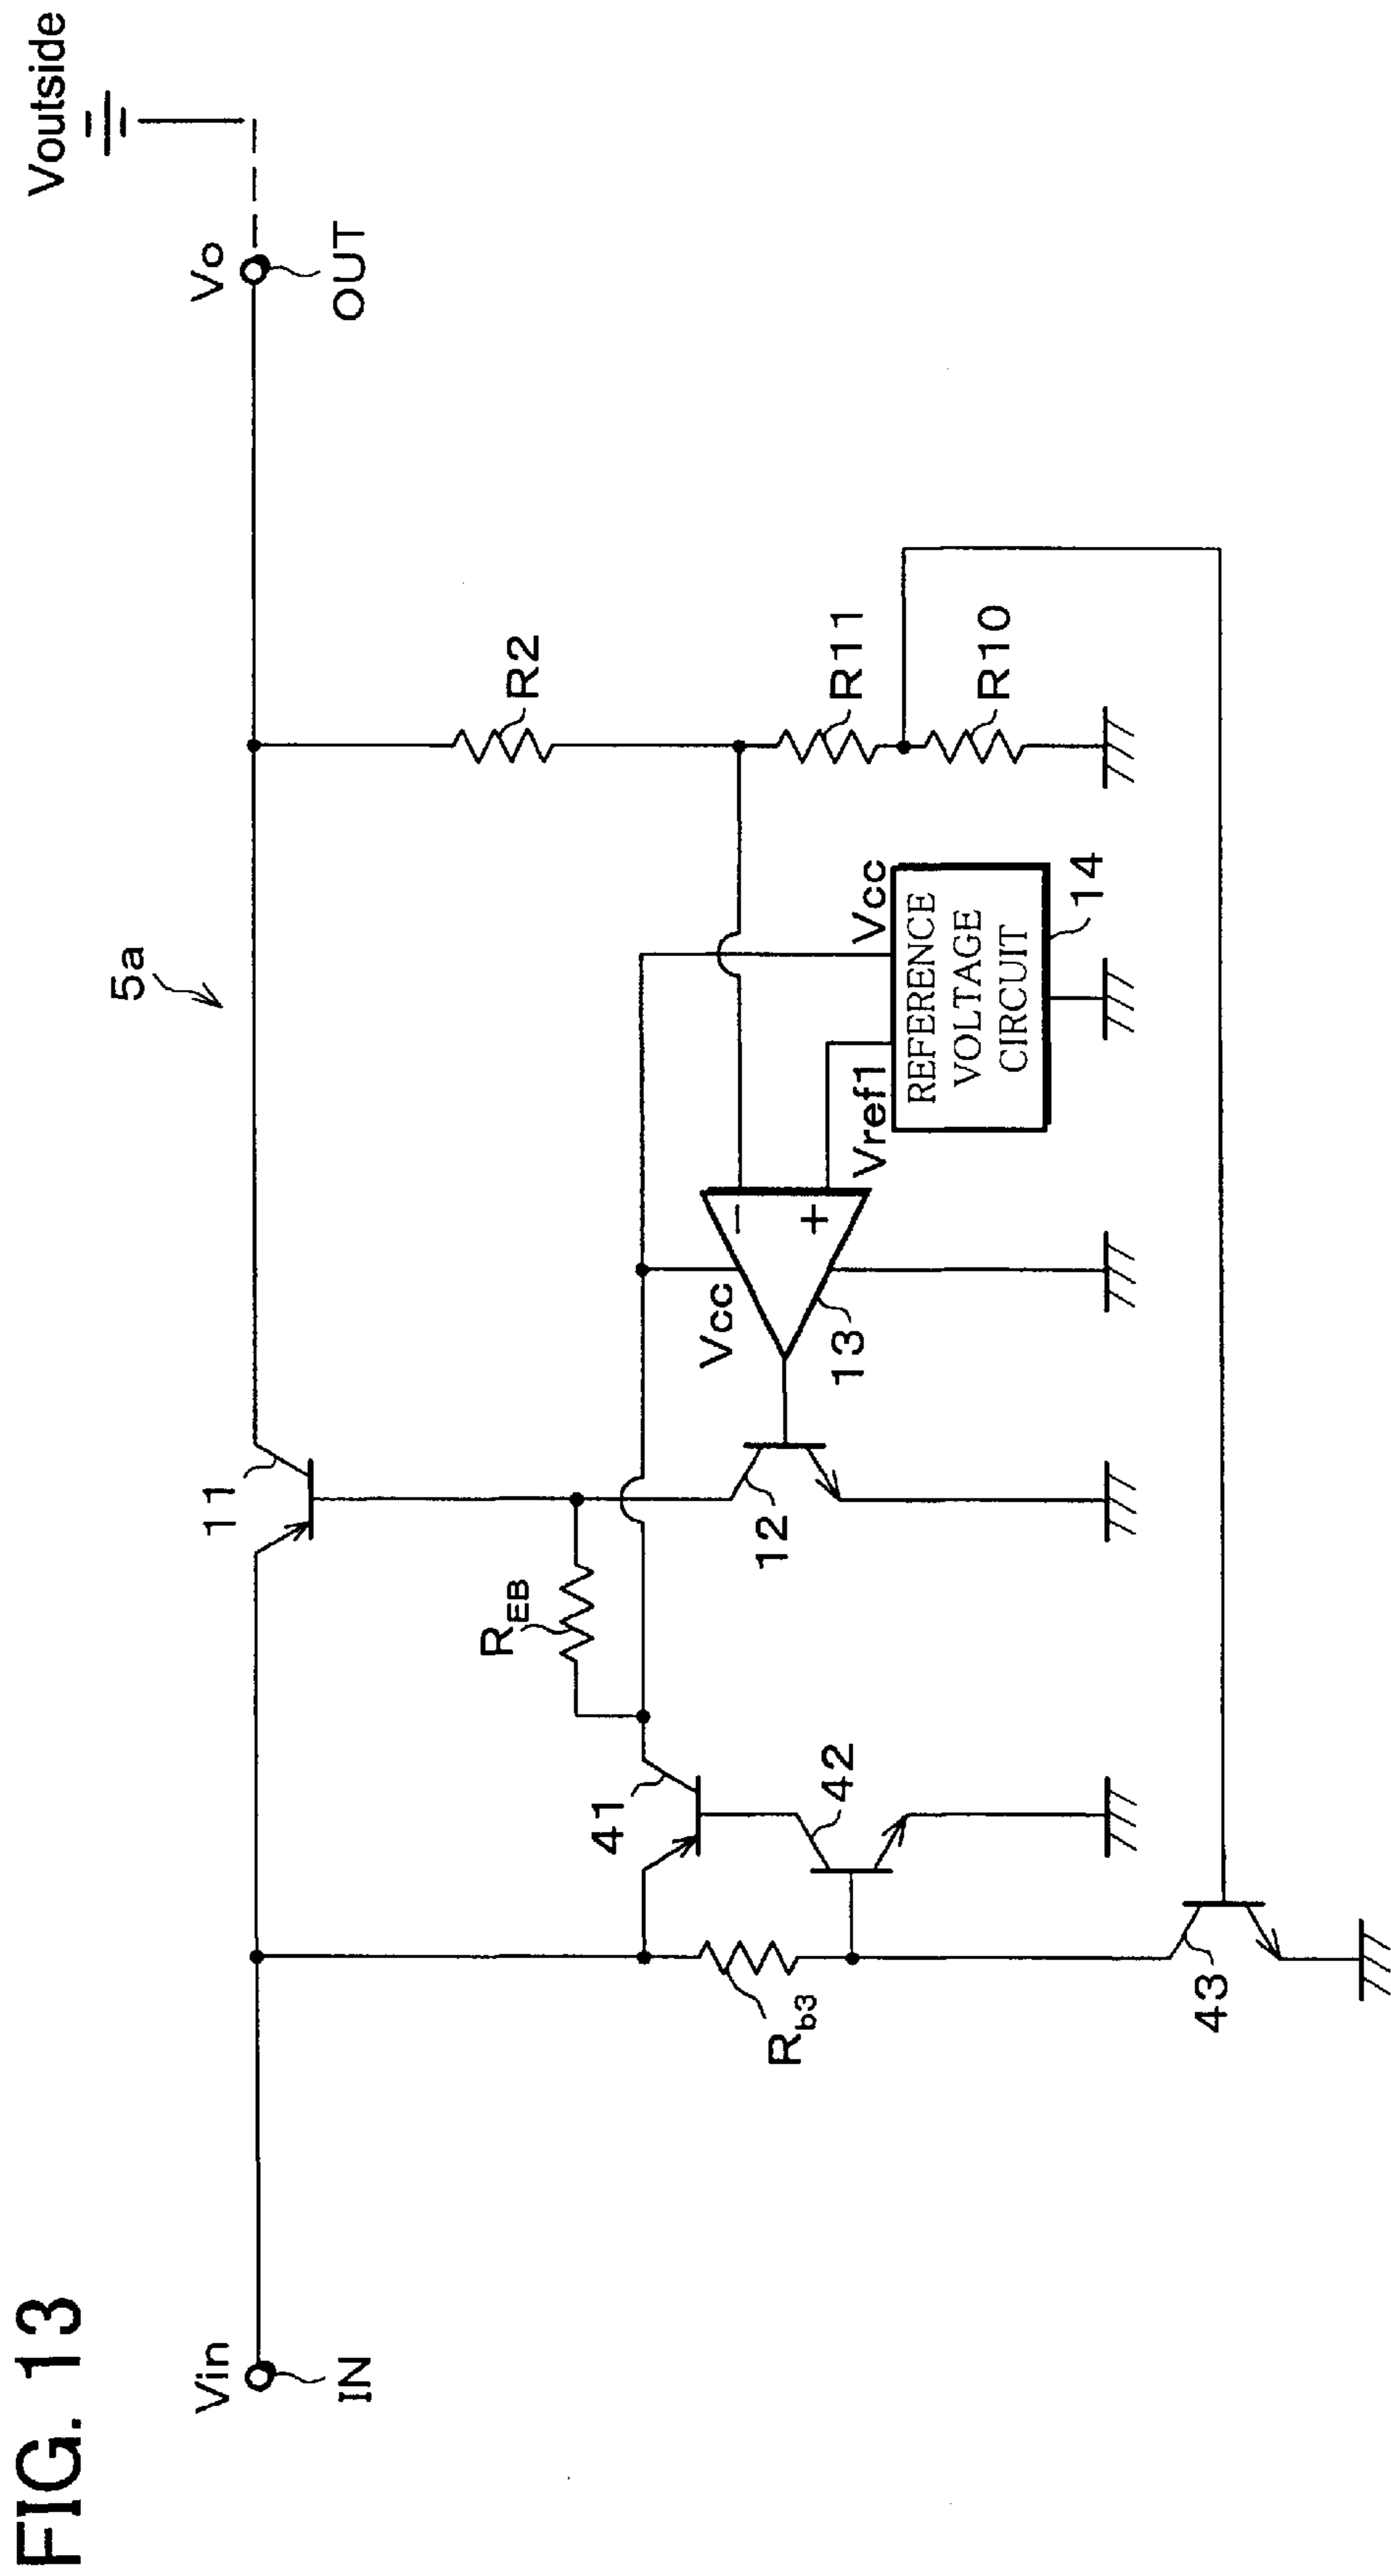 FIG. 13
5a
Vin
IN
11
Vo
OUT
Voutside
R2
REB
41
42
Rb3
43
12
13
Vcc
−
+
Vref1
Vcc
REFERENCE
VOLTAGE
CIRCUIT
14
R11
R10